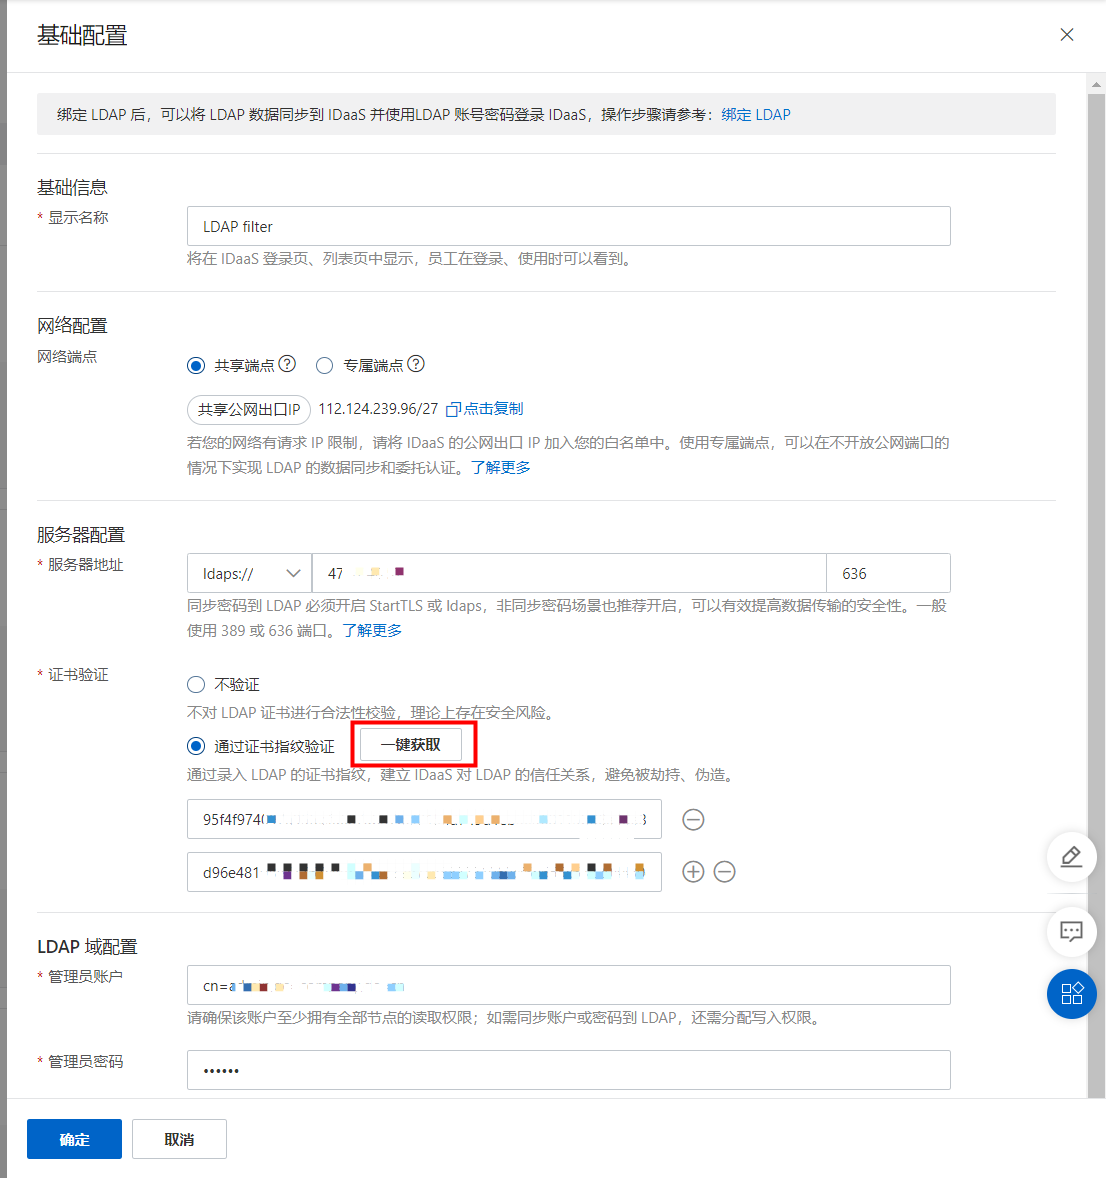 基础配置
绑定 LDAP 后，可以将 LDAP 数据同步到 IDaaS 并使用LDAP 账号密码登录 IDaaS，操作步骤请参考：绑定 LDAP
基础信息
* 显示名称
LDAP filter
将在 IDaaS 登录页、列表页中显示，员工在登录、使用时可以看到。
网络配置
网络端点
共享端点 ? 专属端点 ?
共享公网出口IP 112.124.239.96/27 点击复制
若您的网络有请求 IP 限制，请将 IDaaS 的公网出口 IP 加入您的白名单中。使用专属端点，可以在不开放公网端口的
情况下实现 LDAP 的数据同步和委托认证。了解更多
服务器配置
* 服务器地址
ldaps:// 47 636
同步密码到 LDAP 必须开启 StartTLS 或 ldaps，非同步密码场景也推荐开启，可以有效提高数据传输的安全性。一般
使用 389 或 636 端口。了解更多
* 证书验证
不验证
不对 LDAP 证书进行合法性校验，理论上存在安全风险。
通过证书指纹验证 一键获取
通过录入 LDAP 的证书指纹，建立 IDaaS 对 LDAP 的信任关系，避免被劫持、伪造。
95f4f974
d96e481
LDAP 域配置
* 管理员账户
cn=a
请确保该账户至少拥有全部节点的读取权限；如需同步账户或密码到 LDAP，还需分配写入权限。
* 管理员密码
••••••
确定 取消